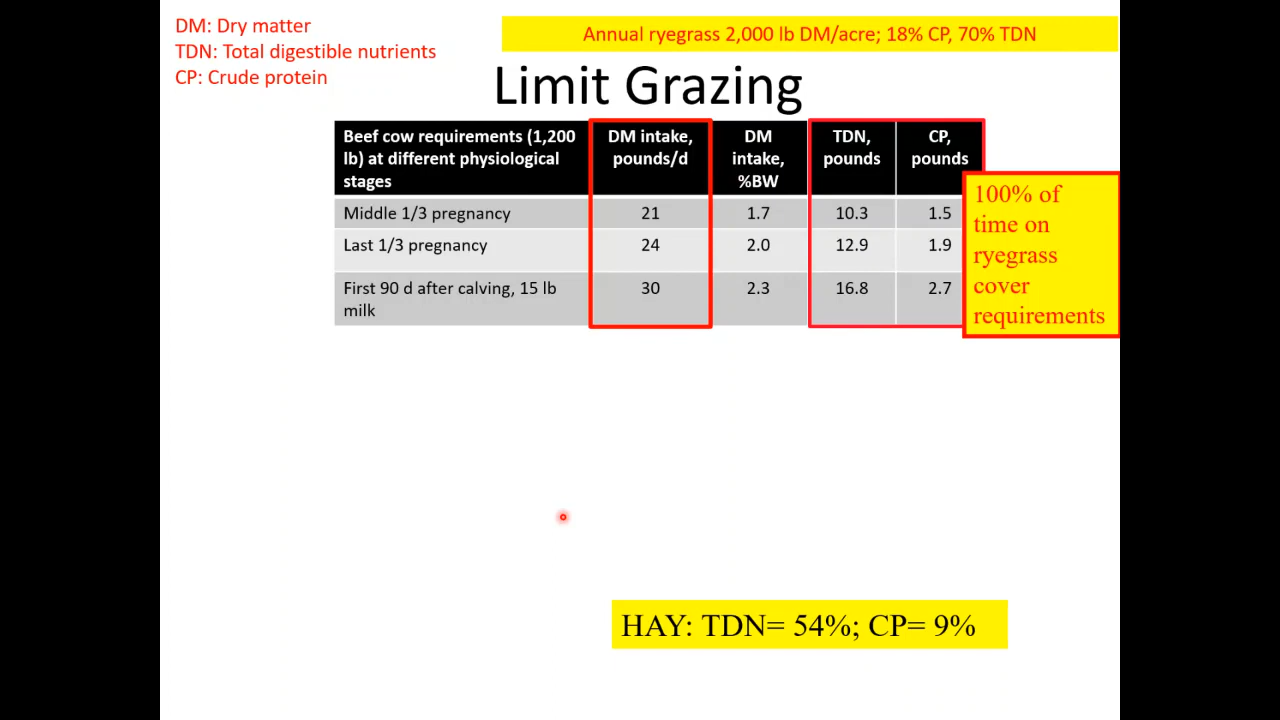 DM: Dry matter
TDN: Total digestible nutrients
CP: Crude protein
Annual ryegrass 2,000 lb DM/acre; 18% CP, 70% TDN
Limit Grazing
Beef cow requirements (1,200
lb) at different physiological
stages
DM intake,
pounds/d
DM
intake,
%BW
TDN,
pounds
CP,
pounds
Middle 1/3 pregnancy 21 1.7 10.3 1.5
Last 1/3 pregnancy 24 2.0 12.9 1.9
First 90 d after calving, 15 lb
milk
30 2.3 16.8 2.7
100% of
time on
ryegrass
cover
requirements
HAY: TDN= 54%; CP= 9%